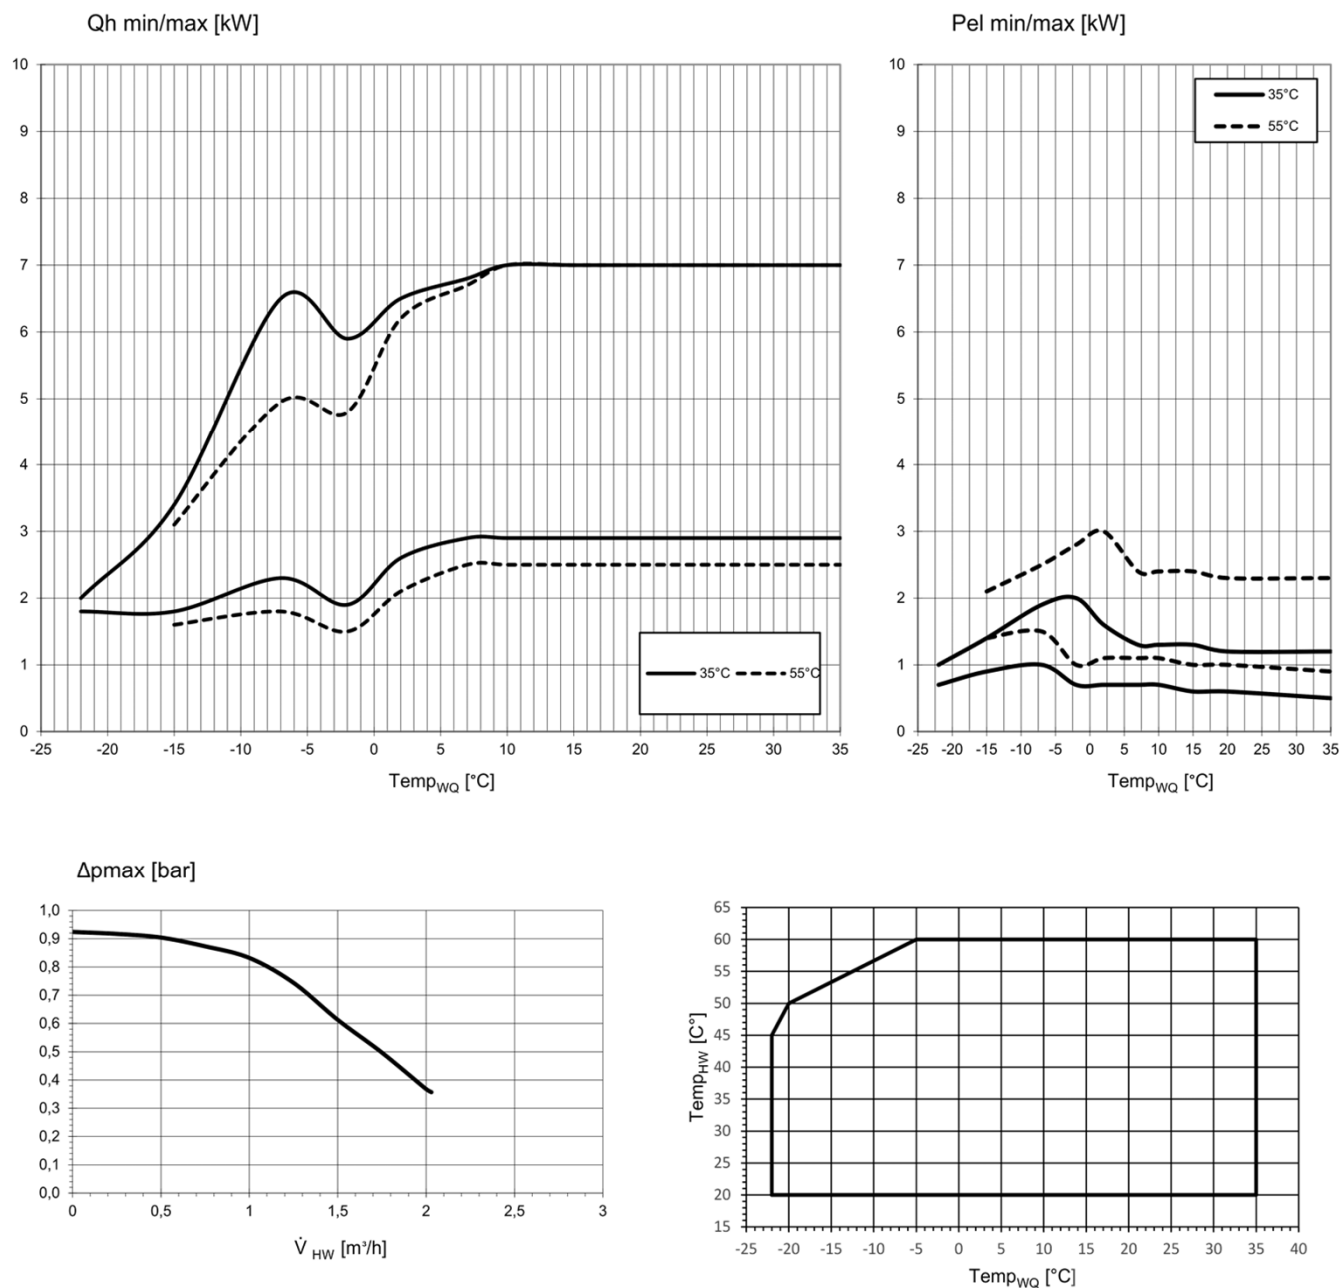 Qh min/max [kW]
10
9
8
7
6
5
4
3
2
1
0
-25 -20 -15 -10 -5 0 5 10 15 20 25 30 35
Temp_WQ [°C]
35°C 55°C
Pel min/max [kW]
10
9
8
7
6
5
4
3
2
1
0
-25 -20 -15 -10 -5 0 5 10 15 20 25 30 35
Temp_WQ [°C]
35°C
55°C
Δpmax [bar]
1,0
0,9
0,8
0,7
0,6
0,5
0,4
0,3
0,2
0,1
0,0
0 0,5 1 1,5 2 2,5 3
V̇ _HW [m³/h]
Temp_HW [C°]
65
60
55
50
45
40
35
30
25
20
15
-25 -20 -15 -10 -5 0 5 10 15 20 25 30 35 40
Temp_WQ [°C]